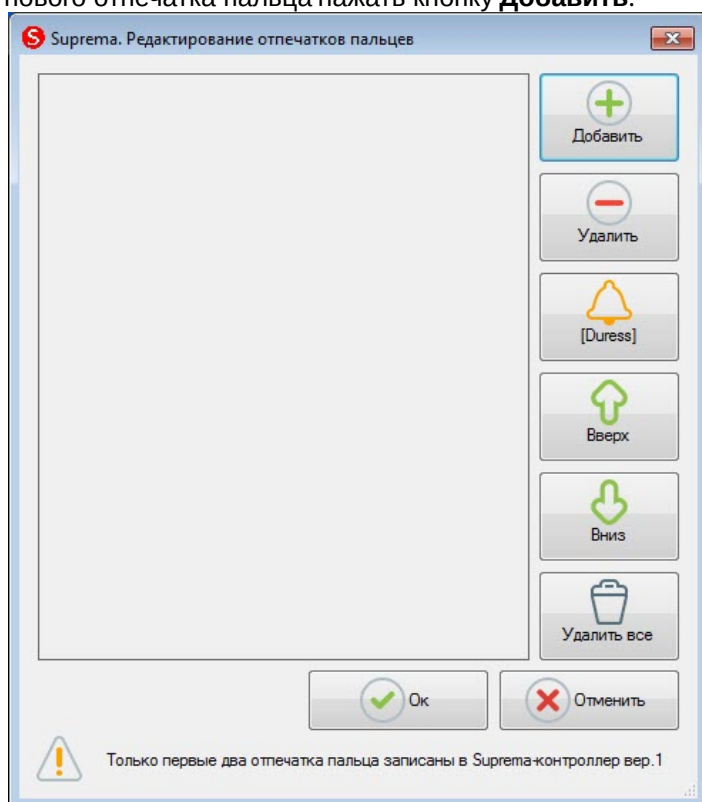 нового отпечатка пальца нажать кнопку Добавить.
Suprema. Редактирование отпечатков пальцев
Добавить
Удалить
[Duress]
Вверх
Вниз
Удалить все
Ок
Отменить
Только первые два отпечатка пальца записаны в Suprema-контроллер вер.1